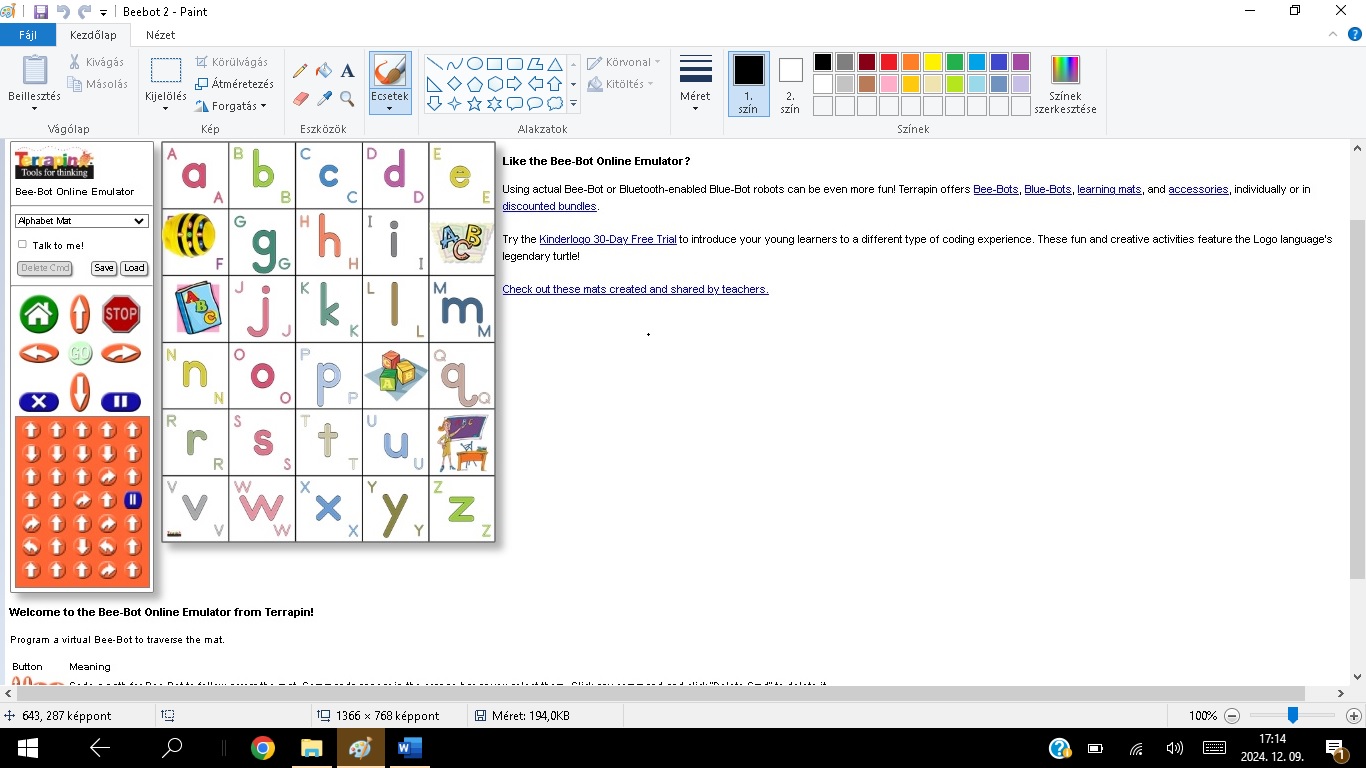 Beebot 2 - Paint
Fájl Kezdőlap Nézet
Beillesztés
Kivágás
Másolás
Vágólap
Kijelölés
Körülvágás
Átméretezés
Forgatás
Kép
A
Eszközök
Ecsetek
Körvonal
Kitöltés
Alakzatok
Méret
1. szín
2. szín
Színek
Színek szerkesztése
Terrapin
Tools for thinking
Bee-Bot Online Emulator
Alphabet Mat
Talk to me!
Delete Cmd Save Load
STOP
GO
A a A
B b B
C c C
D d D
E e E
F
G g G
H h H
I i I
A B C
A B C
J j J
K k K
L l L
M m M
N n N
O o O
P p P
A
Q q Q
R r R
S s S
T t T
U u U
V v V
W w W
X x X
Y y Y
Z z Z
Like the Bee-Bot Online Emulator?
Using actual Bee-Bot or Bluetooth-enabled Blue-Bot robots can be even more fun! Terrapin offers Bee-Bots, Blue-Bots, learning mats, and accessories, individually or in
discounted bundles.
Try the Kinderlogo 30-Day Free Trial to introduce your young learners to a different type of coding experience. These fun and creative activities feature the Logo language's
legendary turtle!
Check out these mats created and shared by teachers.
Welcome to the Bee-Bot Online Emulator from Terrapin!
Program a virtual Bee-Bot to traverse the mat.
Button Meaning
643, 287 képpont
1366 × 768 képpont
Méret: 194,0KB
100%
17:14
2024. 12. 09.
1